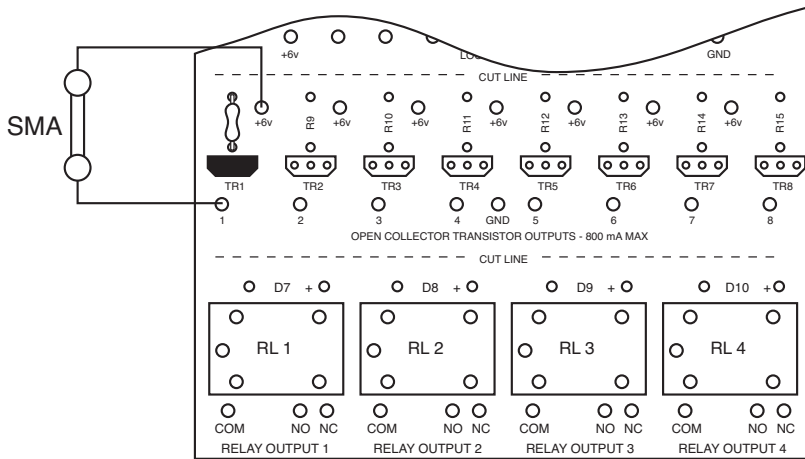 +6v GND
CUT LINE
SMA
+6v R9 +6v R10 R11 +6v R12 +6v R13 +6v R14 R15
TR1 TR2 TR3 TR4 TR5 TR6 TR7 TR8
1 2 3 4 GND 5 6 7 8
OPEN COLLECTOR TRANSISTOR OUTPUTS - 800 mA MAX
CUT LINE
D7 + D8 + D9 + D10 +
RL 1 RL 2 RL 3 RL 4
COM NO NC COM NO NC COM NO NC COM NO NC
RELAY OUTPUT 1 RELAY OUTPUT 2 RELAY OUTPUT 3 RELAY OUTPUT 4